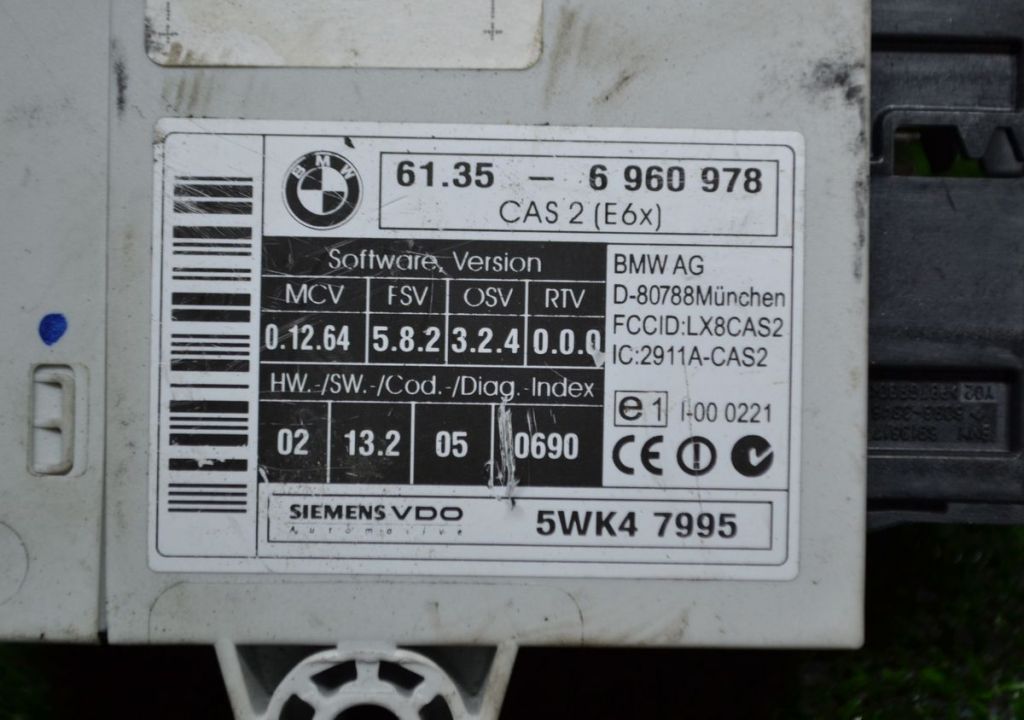 BMW
61.35 – 6 960 978
CAS 2 (E6x)
Software, Version
MCV FSV OSV RTV
0.12.64 5.8.2 3.2.4 0.0.0
HW.-/SW.-/Cod.-/Diag.-Index
02 13.2 05 0690
BMW AG
D-80788München
FCCID:LX8CAS2
IC:2911A-CAS2
e1 I-00 0221
CE
SIEMENS VDO
Automotive
5WK4 7995